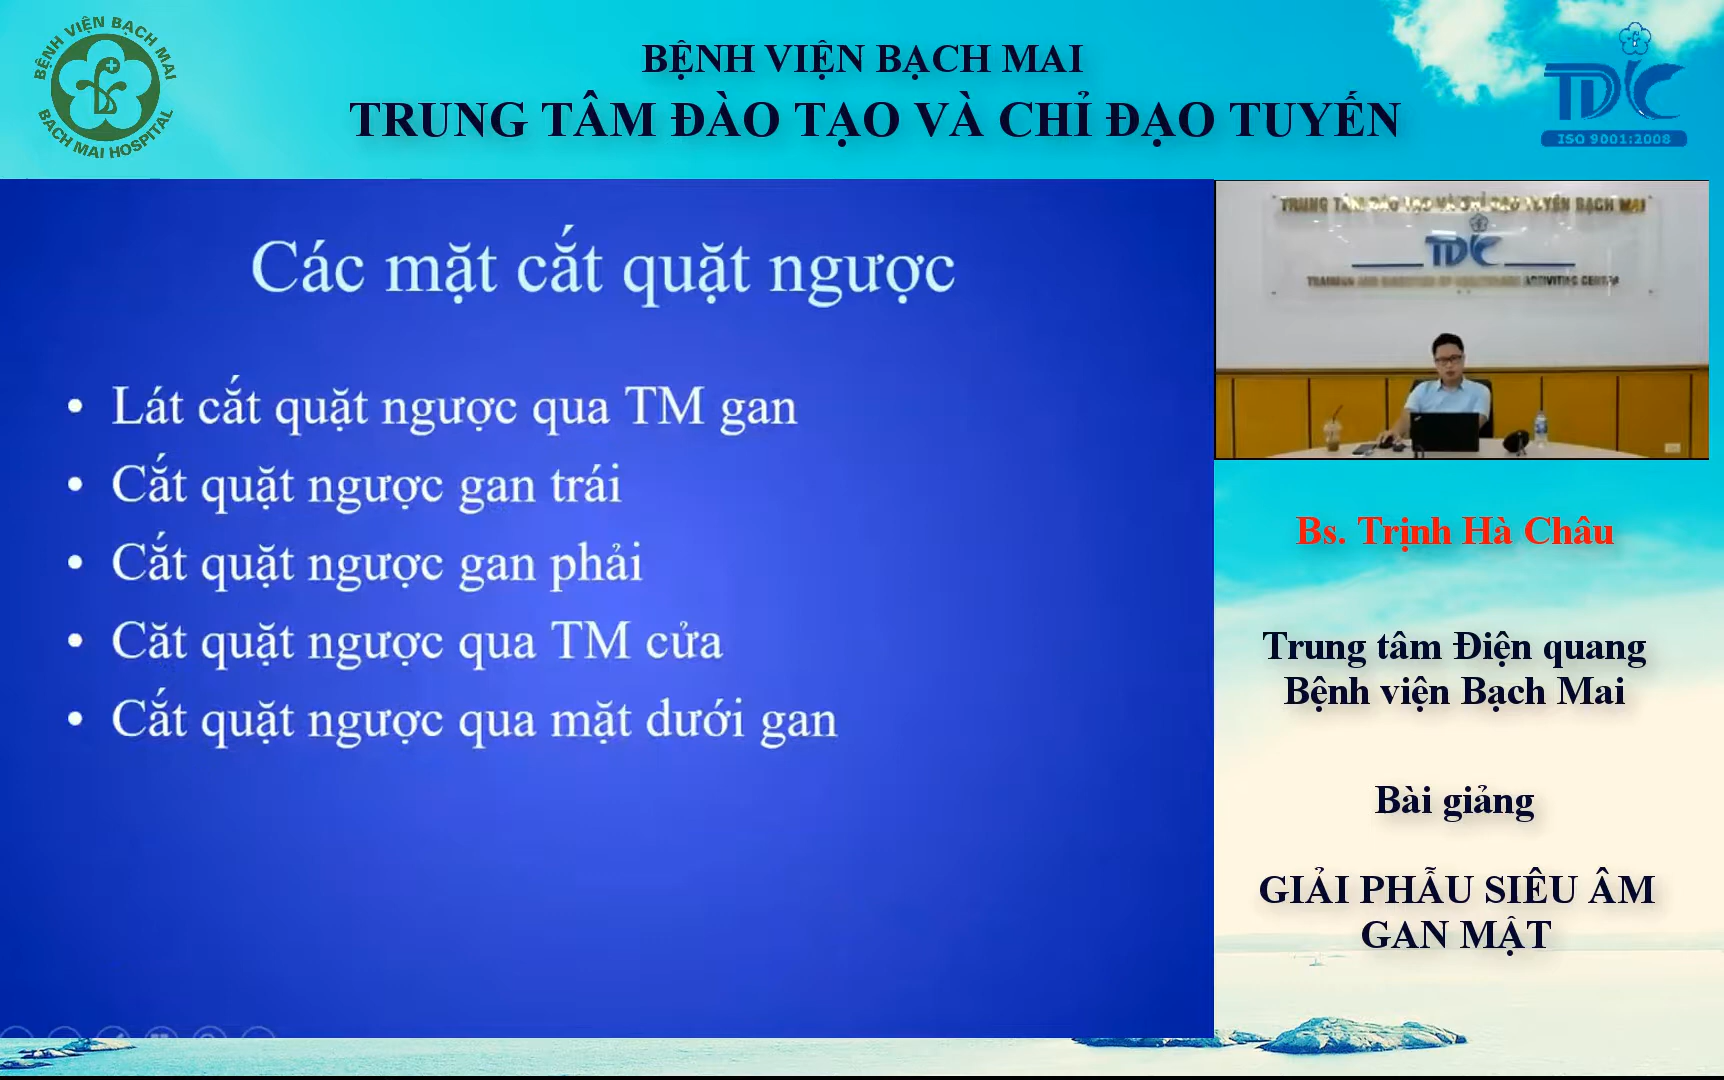 BỆNH VIỆN BẠCH MAI
BACH MAI HOSPITAL
BỆNH VIỆN BẠCH MAI
TRUNG TÂM ĐÀO TẠO VÀ CHỈ ĐẠO TUYẾN
TDC
ISO 9001:2008
Các mặt cắt quặt ngược
• Lát cắt quặt ngược qua TM gan
• Cắt quặt ngược gan trái
• Cắt quặt ngược gan phải
• Căt quặt ngược qua TM cửa
• Cắt quặt ngược qua mặt dưới gan
TRUNG TÂM ĐÀO TẠO VÀ CHỈ ĐẠO TUYẾN BẠCH MAI
TDC
Bs. Trịnh Hà Châu
Trung tâm Điện quang
Bệnh viện Bạch Mai
Bài giảng
GIẢI PHẪU SIÊU ÂM
GAN MẬT